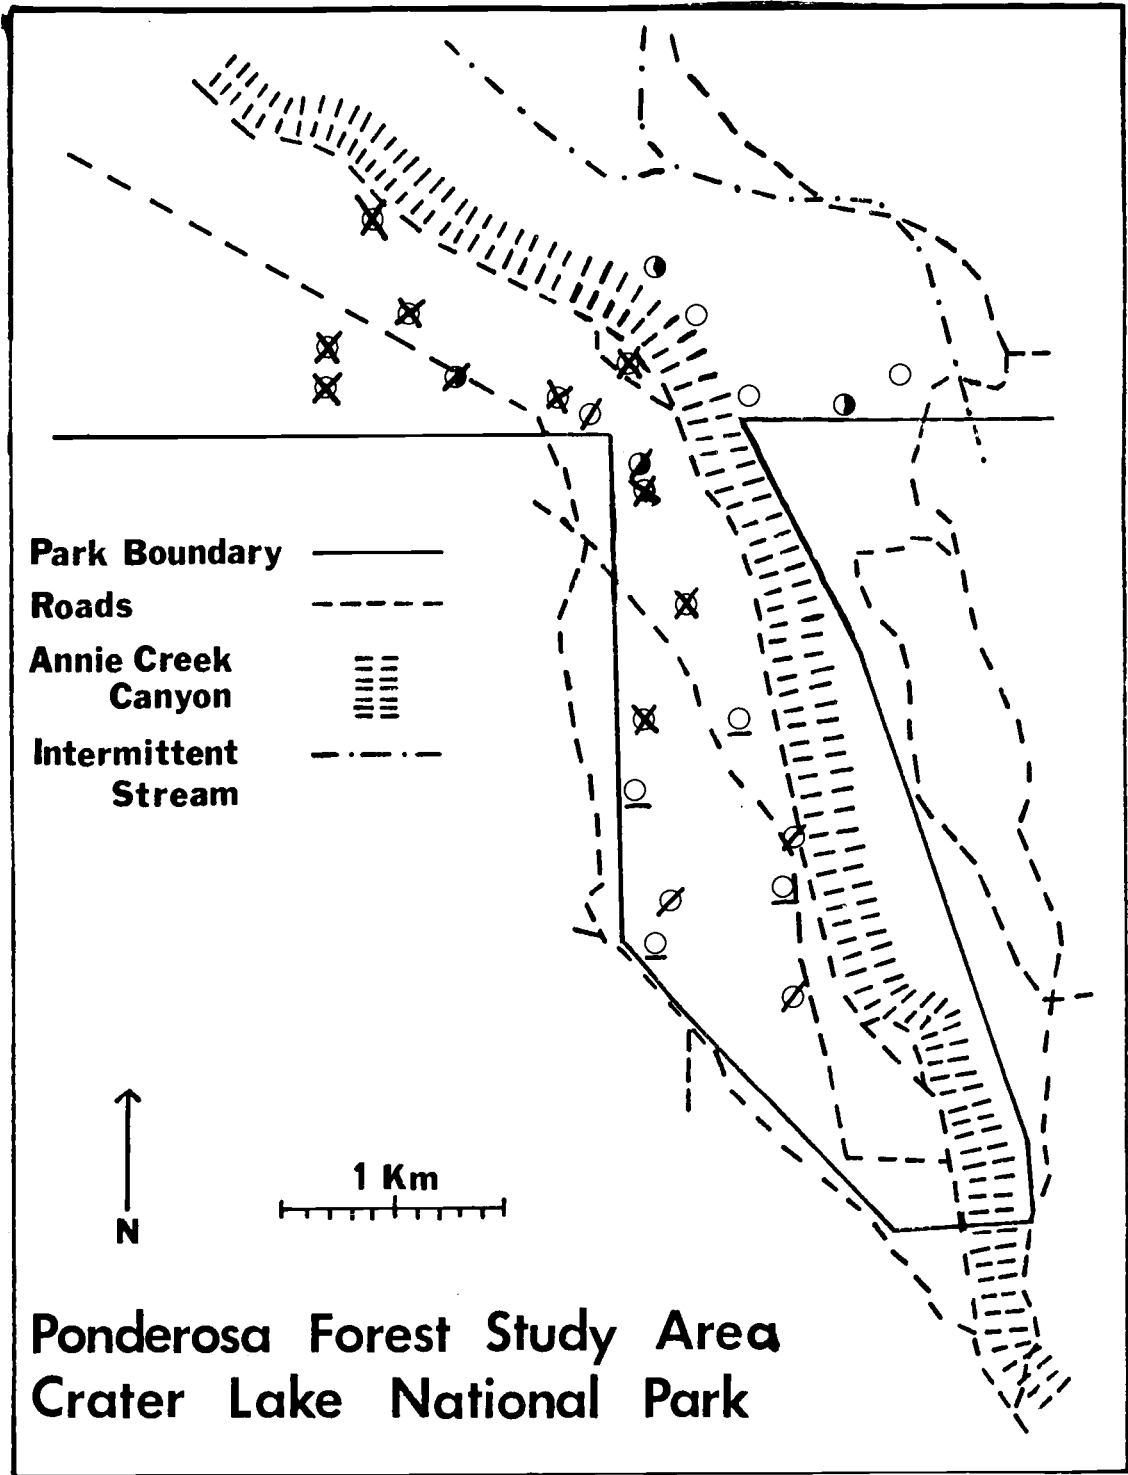 Park Boundary
Roads
Annie Creek
Canyon
Intermittent
Stream
1 Km
N
Ponderosa Forest Study Area
Crater Lake National Park